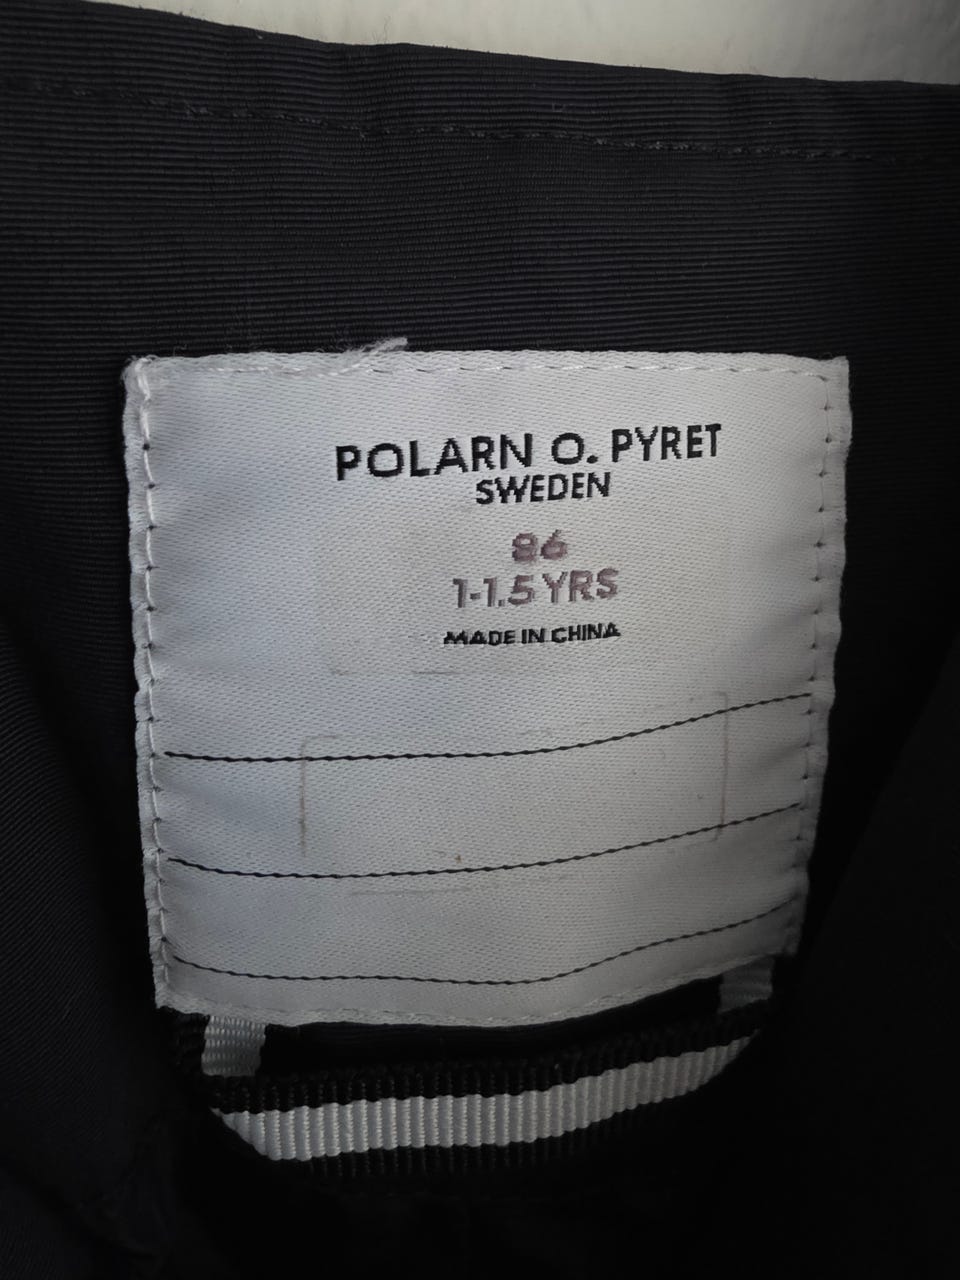 POLARN O. PYRET
SWEDEN
86
1-1.5 YRS
MADE IN CHINA